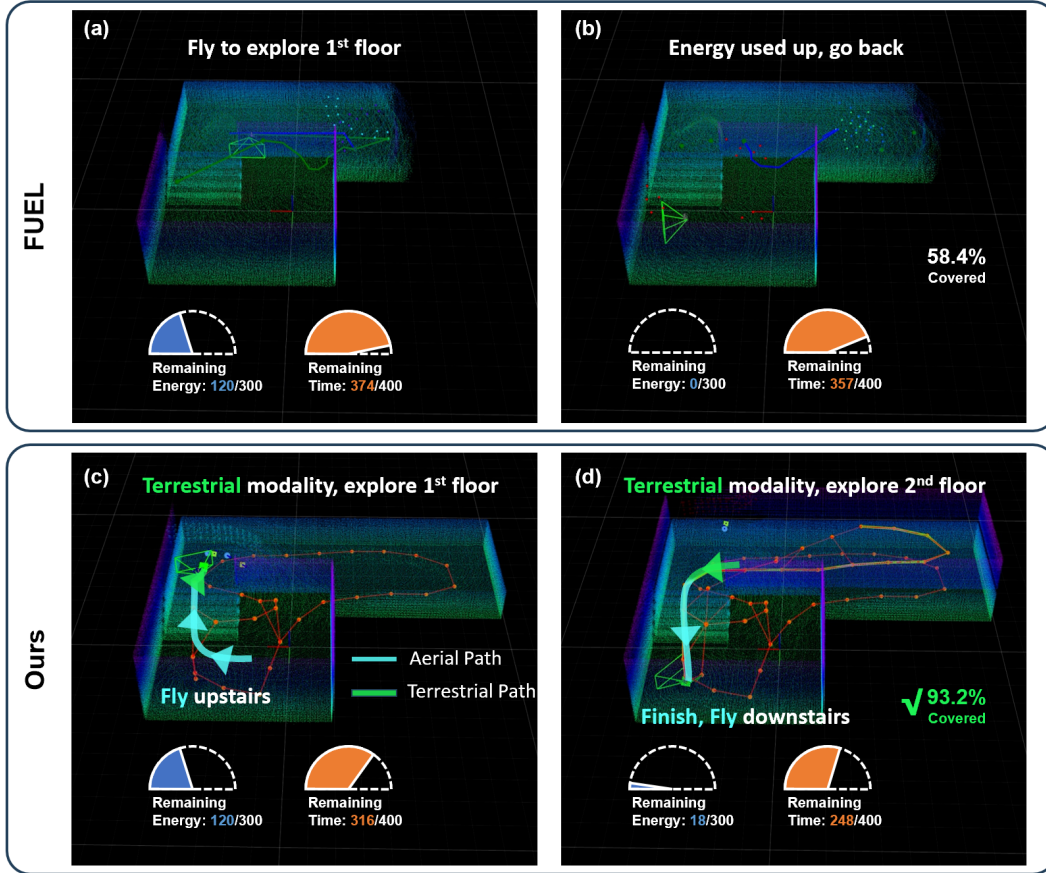 FUEL
(a)
Fly to explore 1st floor
Remaining
Energy: 120/300
Remaining
Time: 374/400
(b)
Energy used up, go back
58.4%
Covered
Remaining
Energy: 0/300
Remaining
Time: 357/400
Ours
(c)
Terrestrial modality, explore 1st floor
Aerial Path
Terrestrial Path
Fly upstairs
Remaining
Energy: 120/300
Remaining
Time: 316/400
(d)
Terrestrial modality, explore 2nd floor
√ 93.2%
Covered
Finish, Fly downstairs
Remaining
Energy: 18/300
Remaining
Time: 248/400